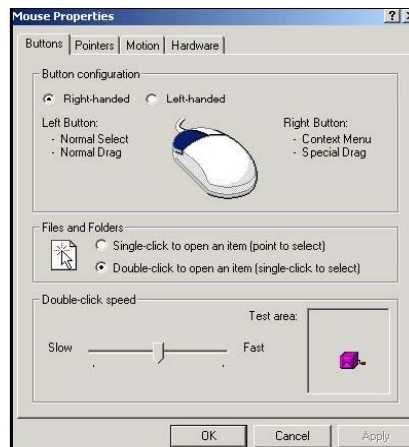 Mouse Properties
Buttons Pointers Motion Hardware
Button configuration
Right-handed Left-handed
Left Button:
- Normal Select
- Normal Drag
Right Button:
- Context Menu
- Special Drag
Files and Folders
Single-click to open an item (point to select)
Double-click to open an item (single-click to select)
Double-click speed
Test area:
Slow Fast
OK Cancel Apply